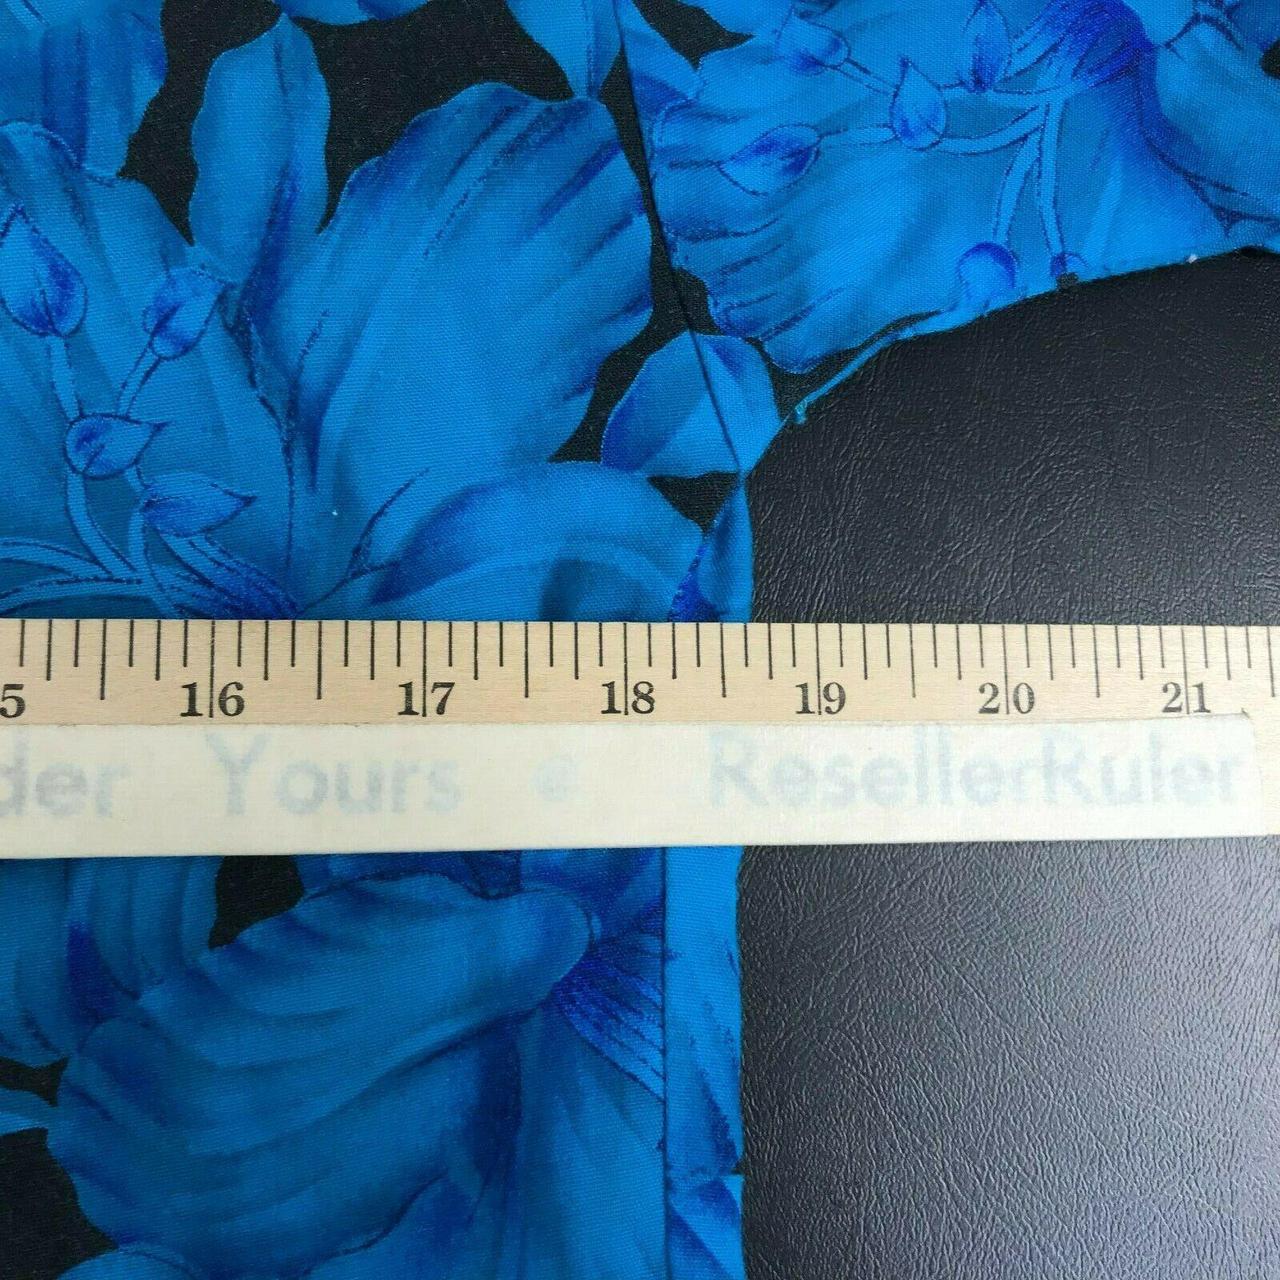 5 16 17 18 19 20 21
der Yours @ ResellerRuler